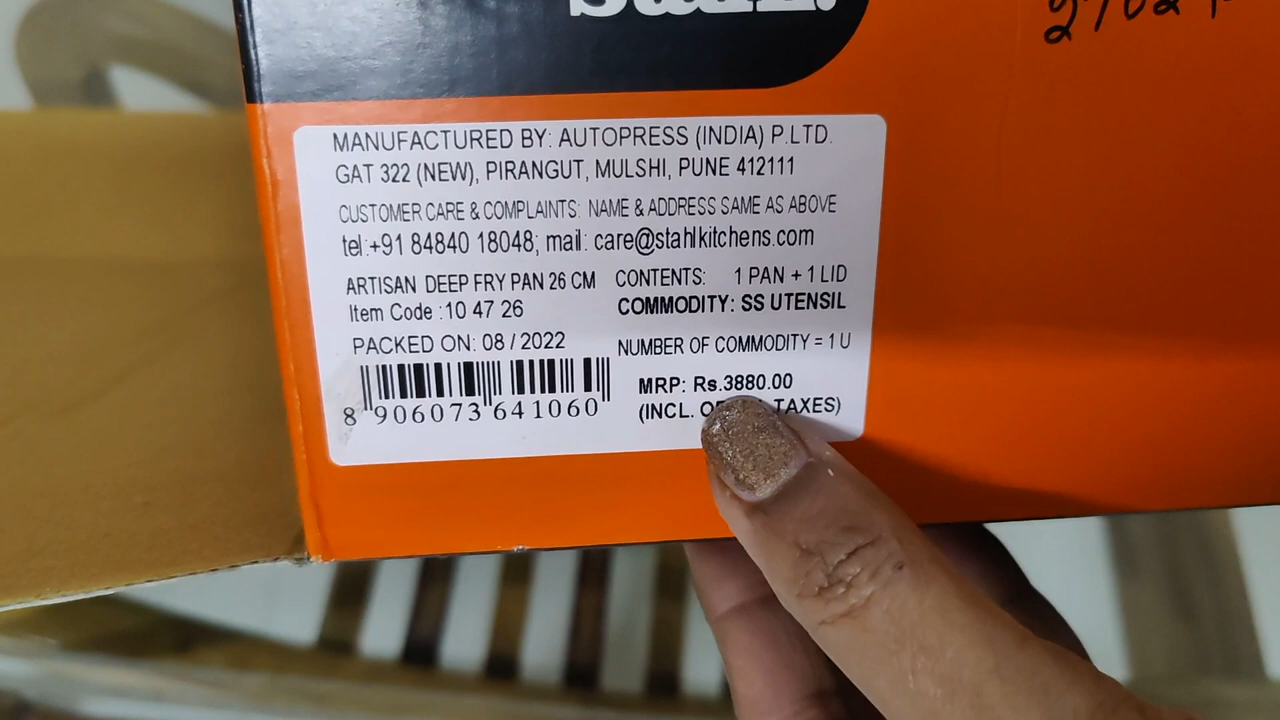 MANUFACTURED BY: AUTOPRESS (INDIA) P.LTD.
GAT 322 (NEW), PIRANGUT, MULSHI, PUNE 412111
CUSTOMER CARE & COMPLAINTS: NAME & ADDRESS SAME AS ABOVE
tel:+91 84840 18048; mail: care@stahlkitchens.com
ARTISAN DEEP FRY PAN 26 CM
Item Code :10 47 26
PACKED ON: 08 / 2022
8 906073 641060
CONTENTS: 1 PAN + 1 LID
COMMODITY: SS UTENSIL
NUMBER OF COMMODITY = 1 U
MRP: Rs.3880.00
(INCL. TAXES)